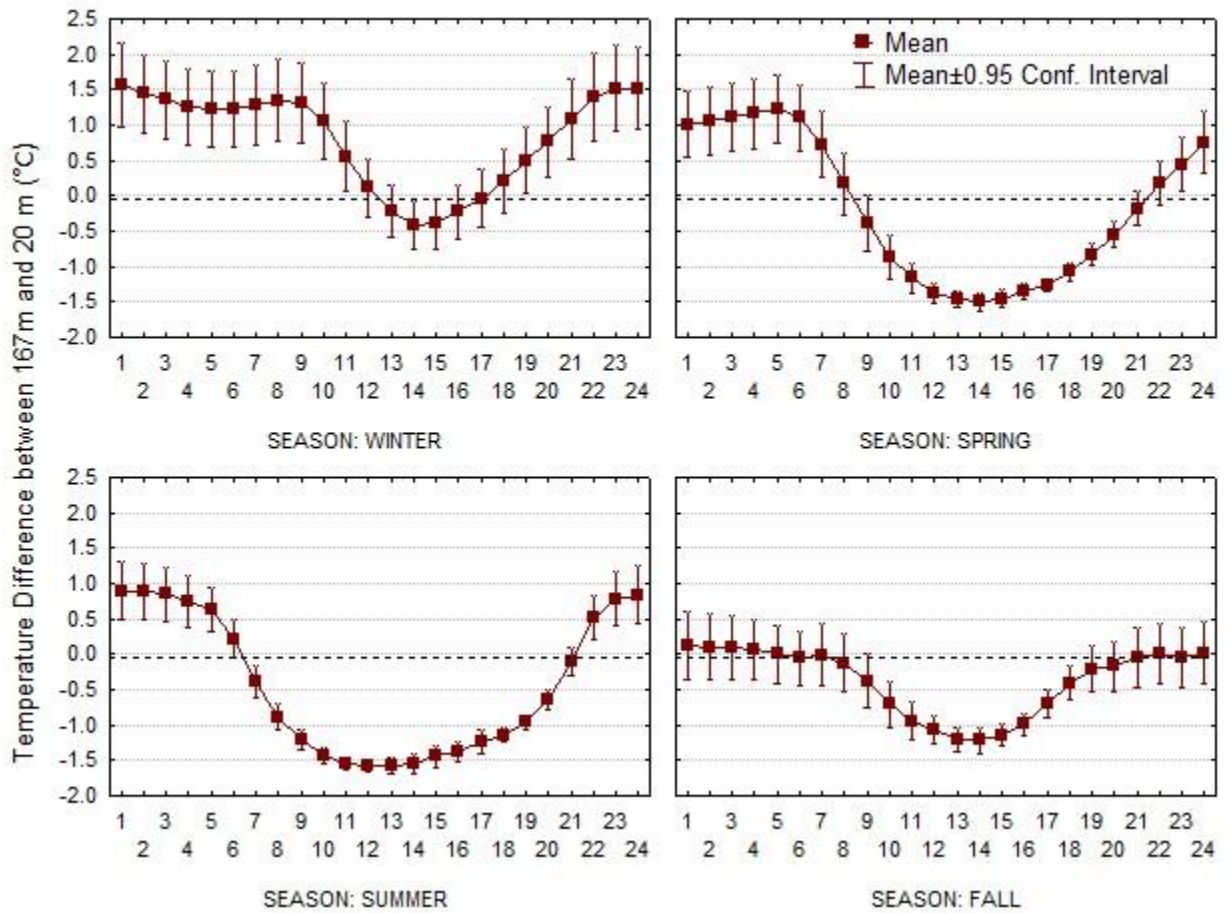 Temperature Difference between 167m and 20 m (°C)
2.5
2.0
1.5
1.0
0.5
0.0
-0.5
-1.0
-1.5
-2.0
Mean
Mean±0.95 Conf. Interval
1 3 5 7 9 11 13 15 17 19 21 23
2 4 6 8 10 12 14 16 18 20 22 24
SEASON: WINTER
1 3 5 7 9 11 13 15 17 19 21 23
2 4 6 8 10 12 14 16 18 20 22 24
SEASON: SPRING
2.5
2.0
1.5
1.0
0.5
0.0
-0.5
-1.0
-1.5
-2.0
1 3 5 7 9 11 13 15 17 19 21 23
2 4 6 8 10 12 14 16 18 20 22 24
SEASON: SUMMER
1 3 5 7 9 11 13 15 17 19 21 23
2 4 6 8 10 12 14 16 18 20 22 24
SEASON: FALL